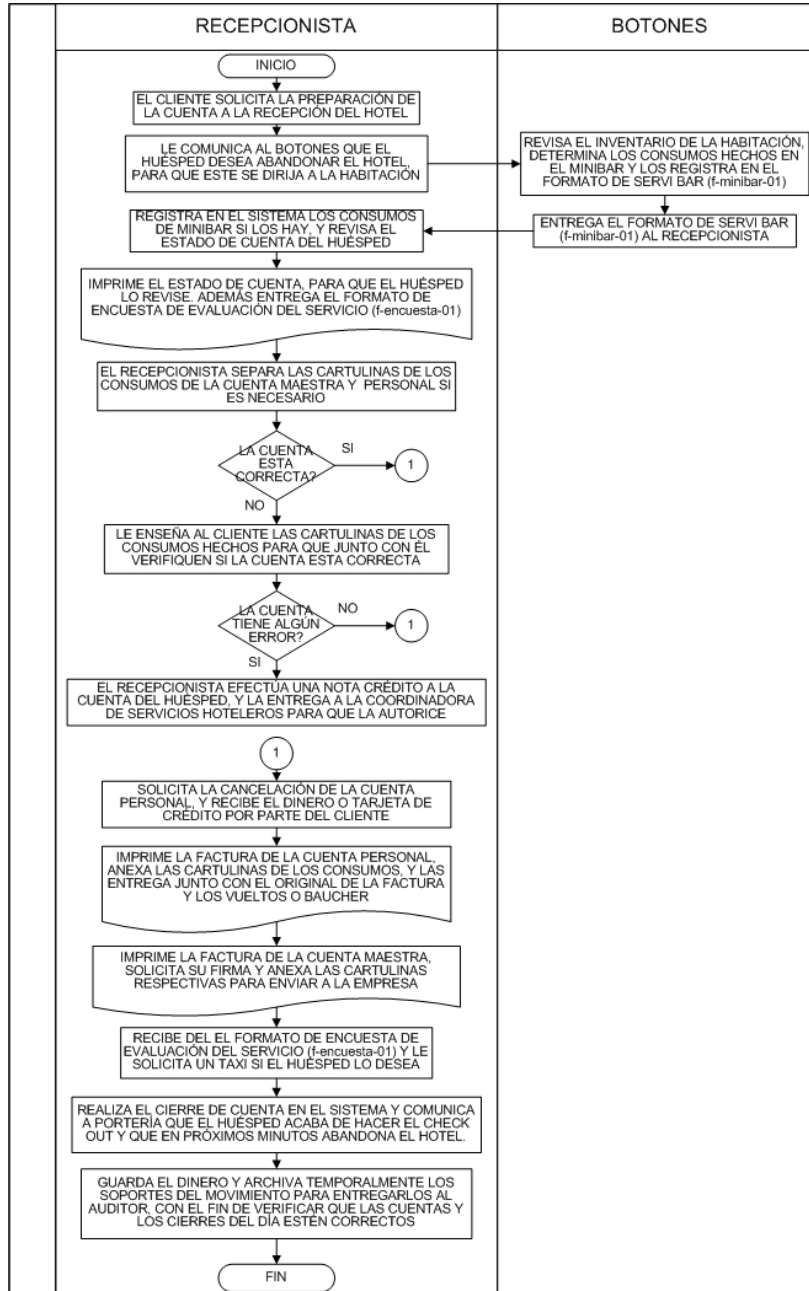 RECEPCIONISTA
BOTONES
INICIO
EL CLIENTE SOLICITA LA PREPARACIÓN DE
LA CUENTA A LA RECEPCIÓN DEL HOTEL
LE COMUNICA AL BOTONES QUE EL
HUÉSPED DESEA ABANDONAR EL HOTEL,
PARA QUE ESTE SE DIRIJA A LA HABITACIÓN
REVISA EL INVENTARIO DE LA HABITACIÓN,
DETERMINA LOS CONSUMOS HECHOS EN
EL MINIBAR Y LOS REGISTRA EN EL
FORMATO DE SERVI BAR (f-minibar-01)
ENTREGA EL FORMATO DE SERVI BAR
(f-minibar-01) AL RECEPCIONISTA
REGISTRA EN EL SISTEMA LOS CONSUMOS
DE MINIBAR SI LOS HAY, Y REVISA EL
ESTADO DE CUENTA DEL HUÉSPED
IMPRIME EL ESTADO DE CUENTA, PARA QUE EL HUÉSPED
LO REVISE. ADEMÁS ENTREGA EL FORMATO DE
ENCUESTA DE EVALUACIÓN DEL SERVICIO (f-encuesta-01)
EL RECEPCIONISTA SEPARA LAS CARTULINAS DE LOS
CONSUMOS DE LA CUENTA MAESTRA Y PERSONAL SI
ES NECESARIO
LA CUENTA
ESTA
CORRECTA?
SI
1
NO
LE ENSEÑA AL CLIENTE LAS CARTULINAS DE LOS
CONSUMOS HECHOS PARA QUE JUNTO CON ÉL
VERIFIQUEN SI LA CUENTA ESTA CORRECTA
LA CUENTA
TIENE ALGÚN
ERROR?
NO
1
SI
EL RECEPCIONISTA EFECTÚA UNA NOTA CRÉDITO A LA
CUENTA DEL HUÉSPED, Y LA ENTREGA A LA COORDINADORA
DE SERVICIOS HOTELEROS PARA QUE LA AUTORICE
1
SOLICITA LA CANCELACIÓN DE LA CUENTA
PERSONAL, Y RECIBE EL DINERO O TARJETA DE
CRÉDITO POR PARTE DEL CLIENTE
IMPRIME LA FACTURA DE LA CUENTA PERSONAL,
ANEXA LAS CARTULINAS DE LOS CONSUMOS, Y LAS
ENTREGA JUNTO CON EL ORIGINAL DE LA FACTURA
Y LOS VUELTOS O BAUCHER
IMPRIME LA FACTURA DE LA CUENTA MAESTRA,
SOLICITA SU FIRMA Y ANEXA LAS CARTULINAS
RESPECTIVAS PARA ENVIAR A LA EMPRESA
RECIBE DEL EL FORMATO DE ENCUESTA DE
EVALUACIÓN DEL SERVICIO (f-encuesta-01) Y LE
SOLICITA UN TAXI SI EL HUÉSPED LO DESEA
REALIZA EL CIERRE DE CUENTA EN EL SISTEMA Y COMUNICA
A PORTERÍA QUE EL HUÉSPED ACABA DE HACER EL CHECK
OUT Y QUE EN PRÓXIMOS MINUTOS ABANDONA EL HOTEL.
GUARDA EL DINERO Y ARCHIVA TEMPORALMENTE LOS
SOPORTES DEL MOVIMIENTO PARA ENTREGARLOS AL
AUDITOR, CON EL FIN DE VERIFICAR QUE LAS CUENTAS Y
LOS CIERRES DEL DÍA ESTÉN CORRECTOS
FIN